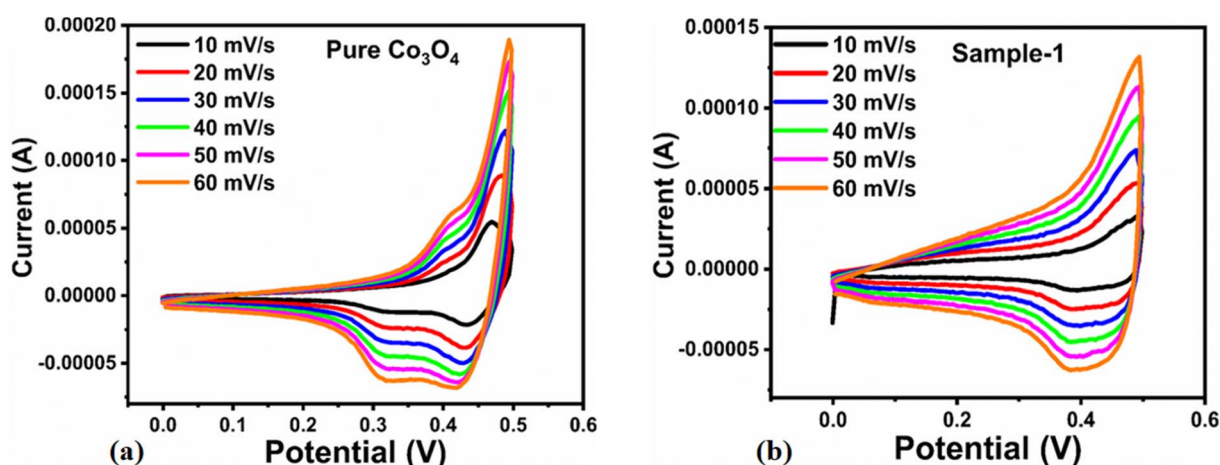 0.00020
0.00015
0.00010
0.00005
0.00000
-0.00005
Current (A)
10 mV/s
20 mV/s
30 mV/s
40 mV/s
50 mV/s
60 mV/s
Pure Co₃O₄
0.0 0.1 0.2 0.3 0.4 0.5 0.6
(a) Potential (V)
0.00015
0.00010
0.00005
0.00000
-0.00005
Current (A)
10 mV/s
20 mV/s
30 mV/s
40 mV/s
50 mV/s
60 mV/s
Sample-1
0.0 0.2 0.4 0.6
(b) Potential (V)